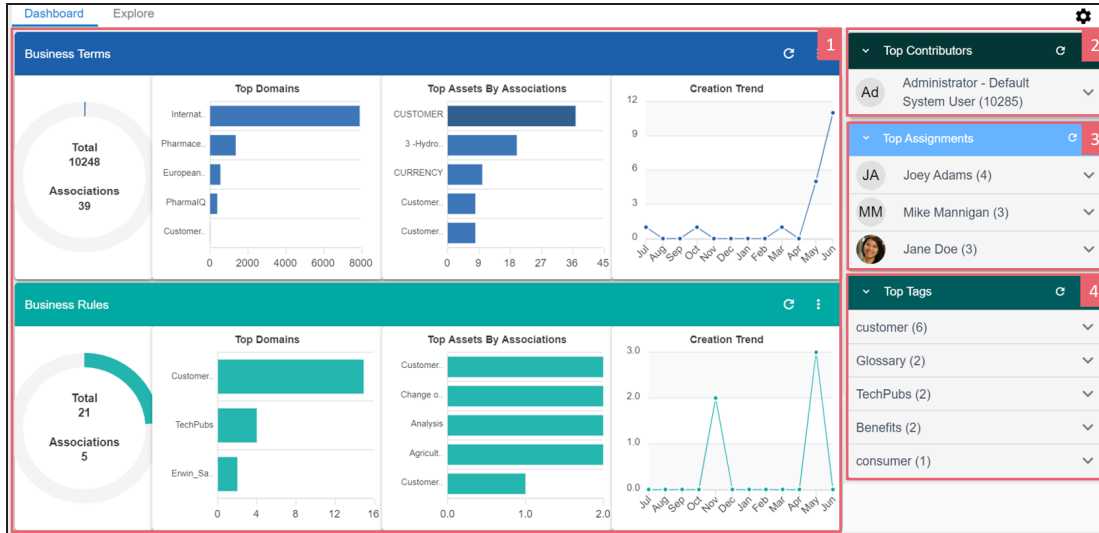 Dashboard Explore
Business Terms
1
Total
10248
Associations
39
Top Domains
Internat..
Pharmace..
European..
PharmaIQ
Customer..
0 2000 4000 6000 8000
Top Assets By Associations
CUSTOMER
3 -Hydro..
CURRENCY
Customer..
Customer..
0 9 18 27 36 45
Creation Trend
12
9
6
3
0
Jul Aug Sep Oct Nov Dec Jan Feb Mar Apr May Jun
Business Rules
Total
21
Associations
5
Top Domains
Customer..
TechPubs
Erwin_Sa..
0 4 8 12 16
Top Assets By Associations
Customer..
Change o..
Analysis
Agricult..
Customer..
0.0 1.0 2.0
Creation Trend
3.0
2.0
1.0
0.0
Jul Aug Sep Oct Nov Dec Jan Feb Mar Apr May Jun
Top Contributors
2
Ad
Administrator - Default
System User (10285)
Top Assignments
3
JA Joey Adams (4)
MM Mike Mannigan (3)
Jane Doe (3)
Top Tags
4
customer (6)
Glossary (2)
TechPubs (2)
Benefits (2)
consumer (1)